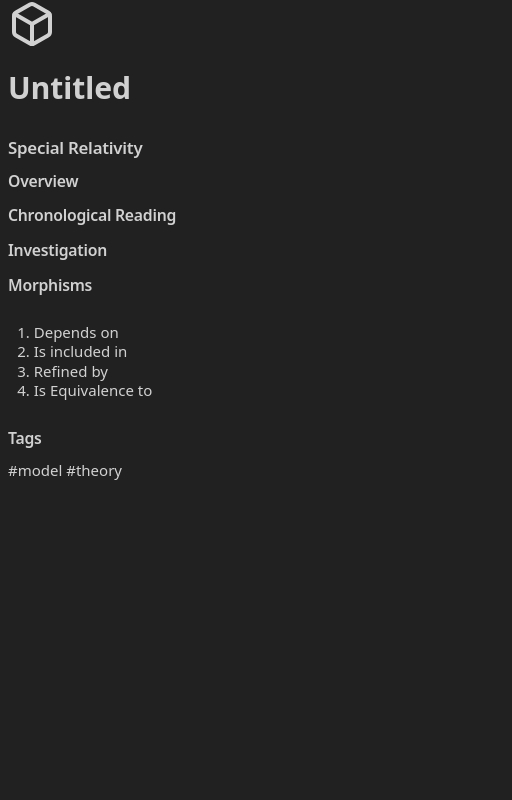 Untitled
Special Relativity
Overview
Chronological Reading
Investigation
Morphisms
1. Depends on
2. Is included in
3. Refined by
4. Is Equivalence to
Tags
#model #theory